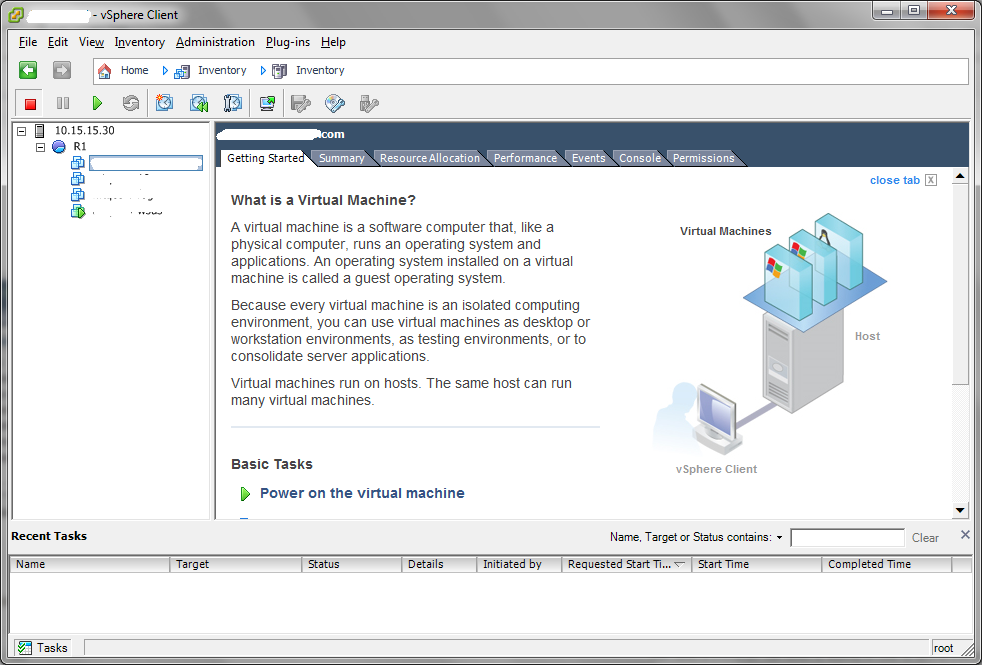 - vSphere Client
File Edit View Inventory Administration Plug-ins Help
Home Inventory Inventory
10.15.15.30
R1
com
Getting Started Summary Resource Allocation Performance Events Console Permissions
close tab X
What is a Virtual Machine?
A virtual machine is a software computer that, like a
physical computer, runs an operating system and
applications. An operating system installed on a virtual
machine is called a guest operating system.
Because every virtual machine is an isolated computing
environment, you can use virtual machines as desktop or
workstation environments, as testing environments, or to
consolidate server applications.
Virtual machines run on hosts. The same host can run
many virtual machines.
Basic Tasks
Power on the virtual machine
Virtual Machines
Host
vSphere Client
Recent Tasks
Name, Target or Status contains: Clear
Name Target Status Details Initiated by Requested Start Ti... Start Time Completed Time
Tasks
root